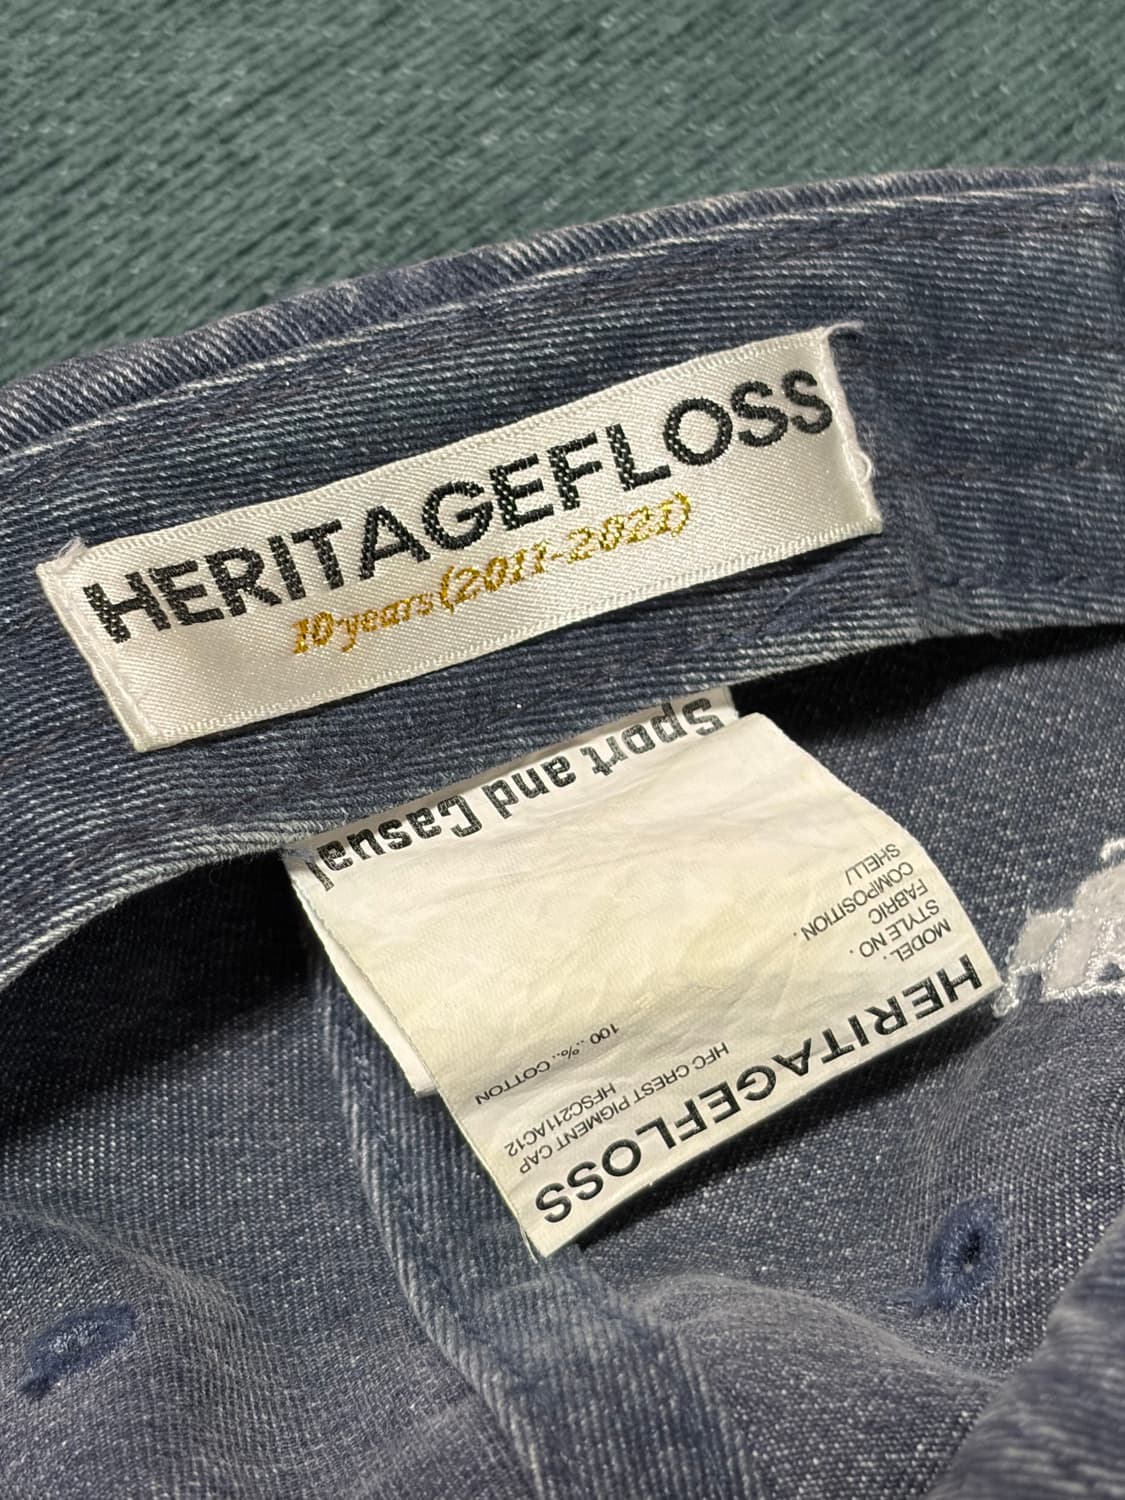 HERITAGEFLOSS
10 years (2011-2021)
Sport and Casual
HERITAGEFLOSS
MODEL. HFC CREST PIGMENT CAP
STYLE NO. HFSC211AC12
FABRIC
COMPOSITION.
SHELL/ 100..%..COTTON